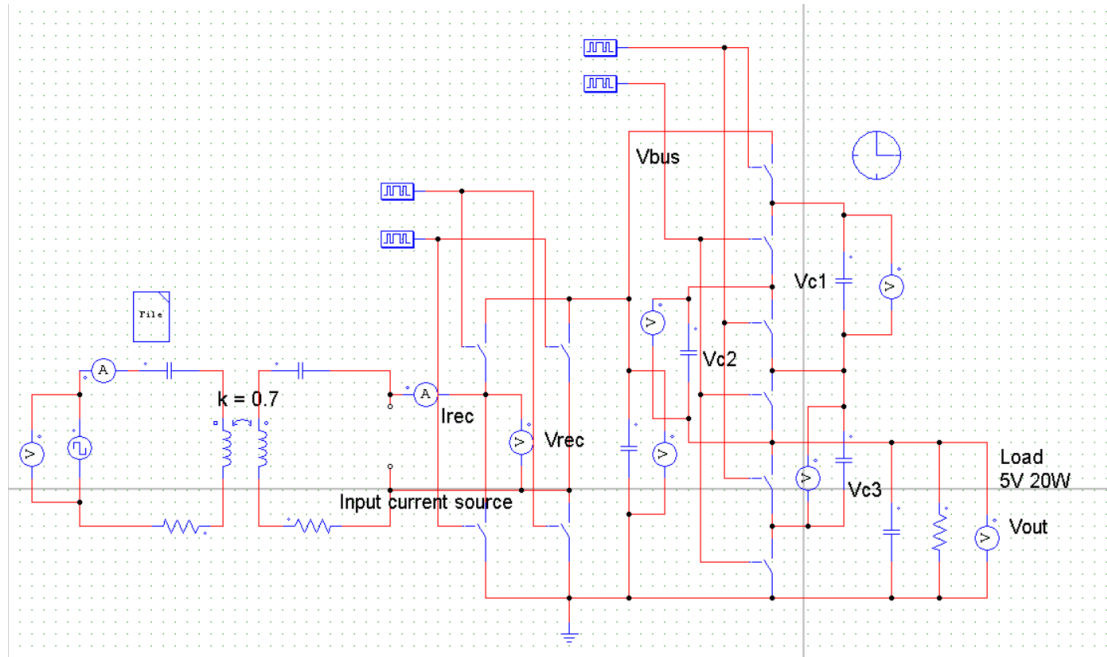 Vbus
Vc1
File
Vc2
k = 0.7
A
A
Irec
V
V
V
Vrec
V
V
V
Load
5V 20W
Vc3
Input current source
V
Vout